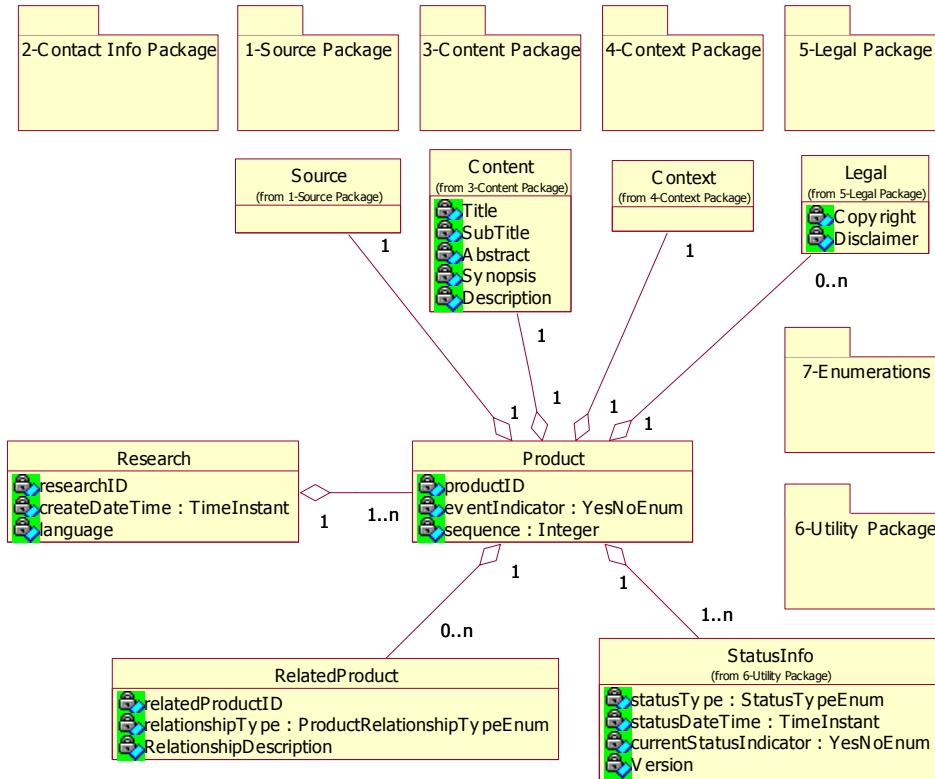 2-Contact Info Package
1-Source Package
3-Content Package
4-Context Package
5-Legal Package
Source
(from 1-Source Package)
1
Content
(from 3-Content Package)
Title
SubTitle
Abstract
Synopsis
Description
1
Context
(from 4-Context Package)
1
Legal
(from 5-Legal Package)
Copyright
Disclaimer
0..n
7-Enumerations
1
1
1
1
Research
researchID
createDateTime : TimeInstant
language
1
1..n
Product
productID
eventIndicator : YesNoEnum
sequence : Integer
6-Utility Package
1
1
0..n
1..n
RelatedProduct
relatedProductID
relationshipType : ProductRelationshipTypeEnum
RelationshipDescription
StatusInfo
(from 6-Utility Package)
statusType : StatusTypeEnum
statusDateTime : TimeInstant
currentStatusIndicator : YesNoEnum
Version